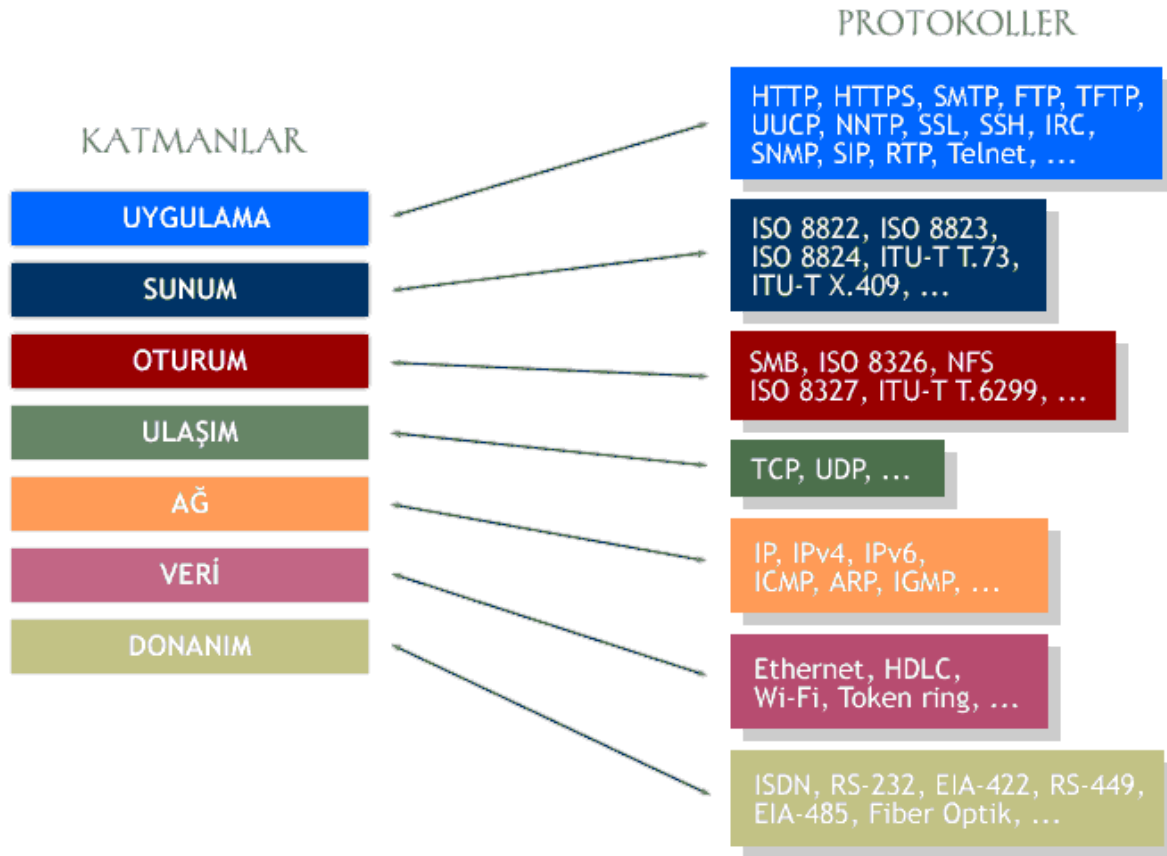 PROTOKOLLER
KATMANLAR
UYGULAMA
SUNUM
OTURUM
ULAŞIM
AĞ
VERİ
DONANIM
HTTP, HTTPS, SMTP, FTP, TFTP,
UUCP, NNTP, SSL, SSH, IRC,
SNMP, SIP, RTP, Telnet, ...
ISO 8822, ISO 8823,
ISO 8824, ITU-T T.73,
ITU-T X.409, ...
SMB, ISO 8326, NFS
ISO 8327, ITU-T T.6299, ...
TCP, UDP, ...
IP, IPv4, IPv6,
ICMP, ARP, IGMP, ...
Ethernet, HDLC,
Wi-Fi, Token ring, ...
ISDN, RS-232, EIA-422, RS-449,
EIA-485, Fiber Optik, ...